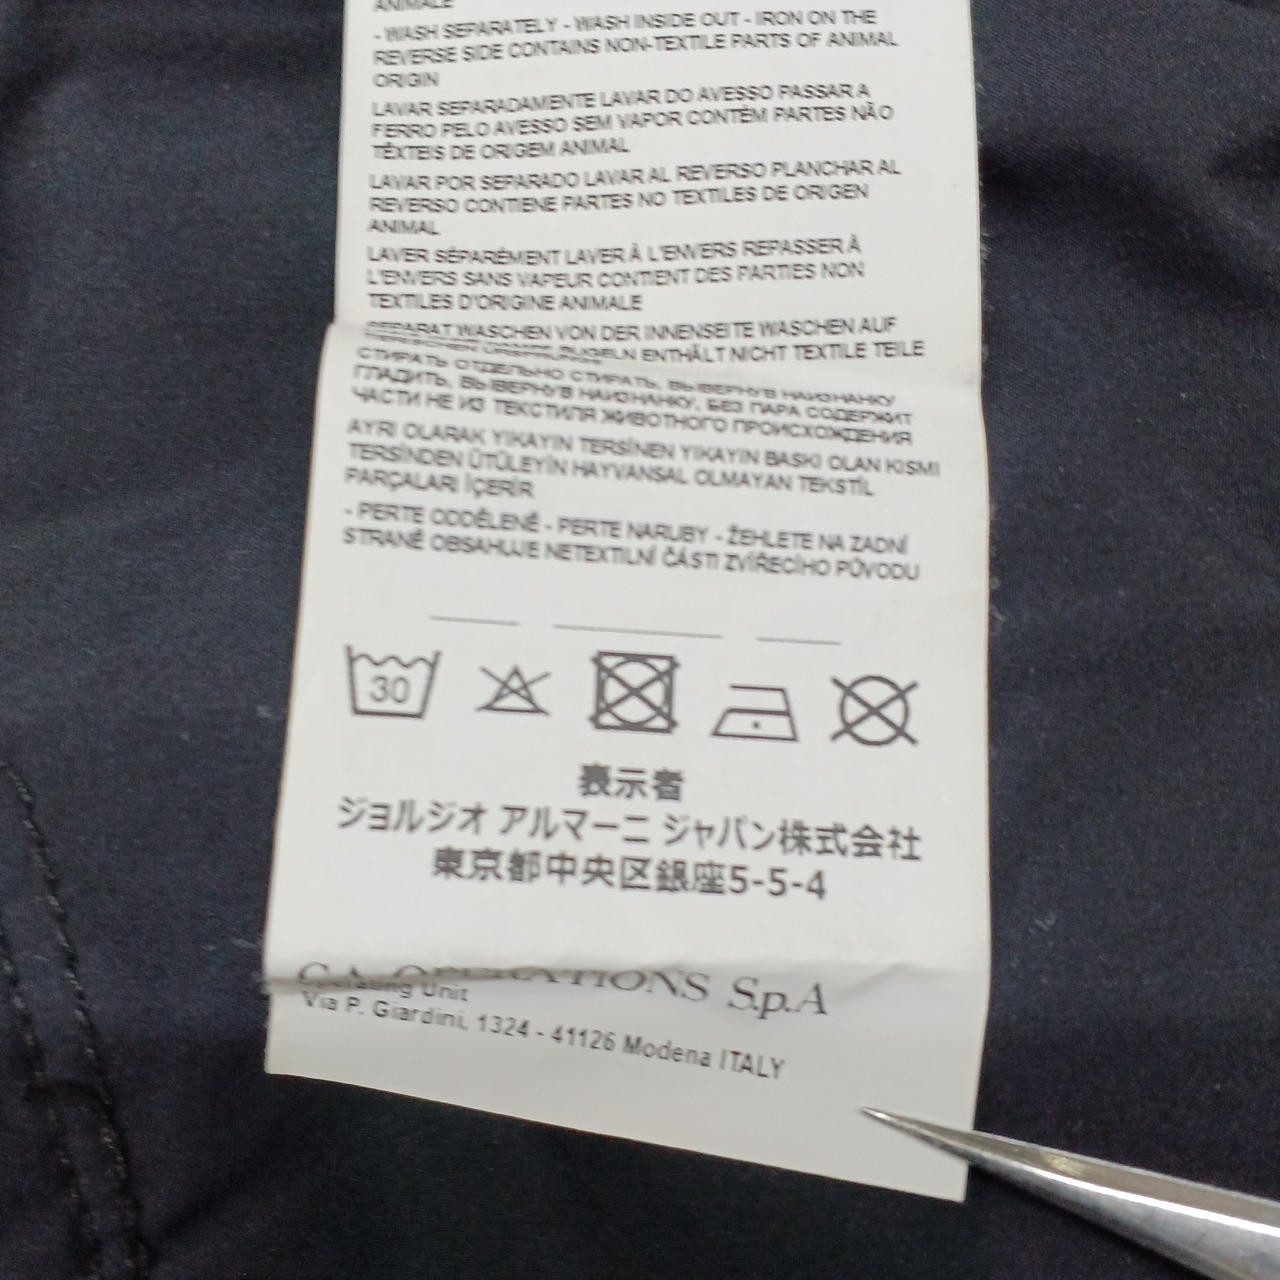 ANIMALE
- WASH SEPARATELY - WASH INSIDE OUT - IRON ON THE
REVERSE SIDE CONTAINS NON-TEXTILE PARTS OF ANIMAL
ORIGIN
LAVAR SEPARADAMENTE LAVAR DO AVESSO PASSAR A
FERRO PELO AVESSO SEM VAPOR CONTÉM PARTES NÃO
TÊXTEIS DE ORIGEM ANIMAL
LAVAR POR SEPARADO LAVAR AL REVERSO PLANCHAR AL
REVERSO CONTIENE PARTES NO TEXTILES DE ORIGEN
ANIMAL
LAVER SÉPARÉMENT LAVER À L'ENVERS REPASSER À
L'ENVERS SANS VAPEUR CONTIENT DES PARTIES NON
TEXTILES D'ORIGINE ANIMALE
SEPARAT WASCHEN VON DER INNENSEITE WASCHEN AUF
BUGELN ENTHÄLT NICHT TEXTILE TEILE
СТИРАТЬ ОТДЕЛЬНО СТИРАТЬ, ВЫВЕРНУВ НАИЗНАНКУ
ГЛАДИТЬ, ВЫВЕРНУВ НАИЗНАНКУ, БЕЗ ПАРА СОДЕРЖИТ
ЧАСТИ НЕ ИЗ ТЕКСТИЛЯ ЖИВОТНОГО ПРОИСХОЖДЕНИЯ
AYRI OLARAK YIKAYIN TERSİNEN YIKAYIN BASKI OLAN KISMI
TERSİNDEN ÜTÜLEYİN HAYVANSAL OLMAYAN TEKSTİL
PARÇALARI İÇERİR
- PERTE ODDĚLENĚ - PERTE NARUBY - ŽEHLETE NA ZADNÍ
STRANĚ OBSAHUJE NETEXTILNÍ ČÁSTI ZVÍŘECÍHO PŮVODU
30
表示者
ジョルジオ アルマーニ ジャパン株式会社
東京都中央区銀座5-5-4
G.A. OPERATIONS S.p.A
Operating Unit
Via P. Giardini, 1324 - 41126 Modena ITALY